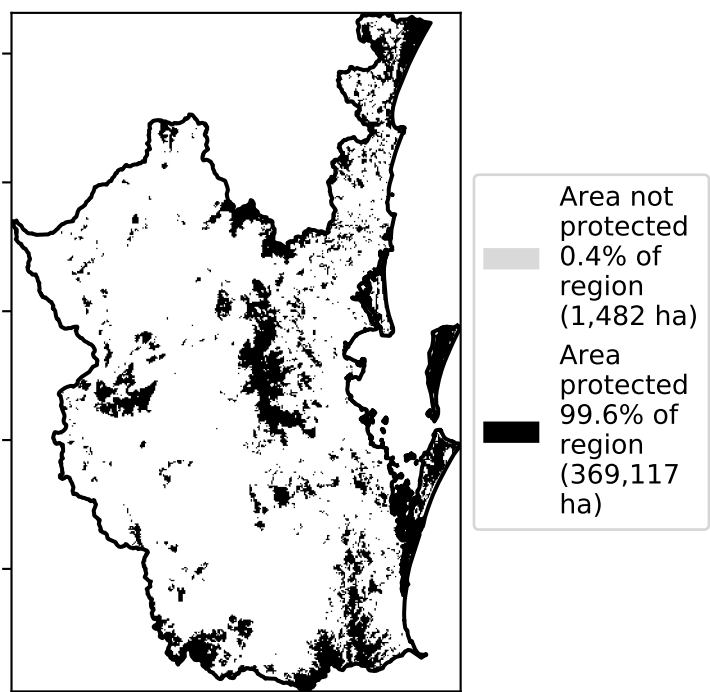 Area not
protected
0.4% of
region
(1,482 ha)
Area
protected
99.6% of
region
(369,117
ha)